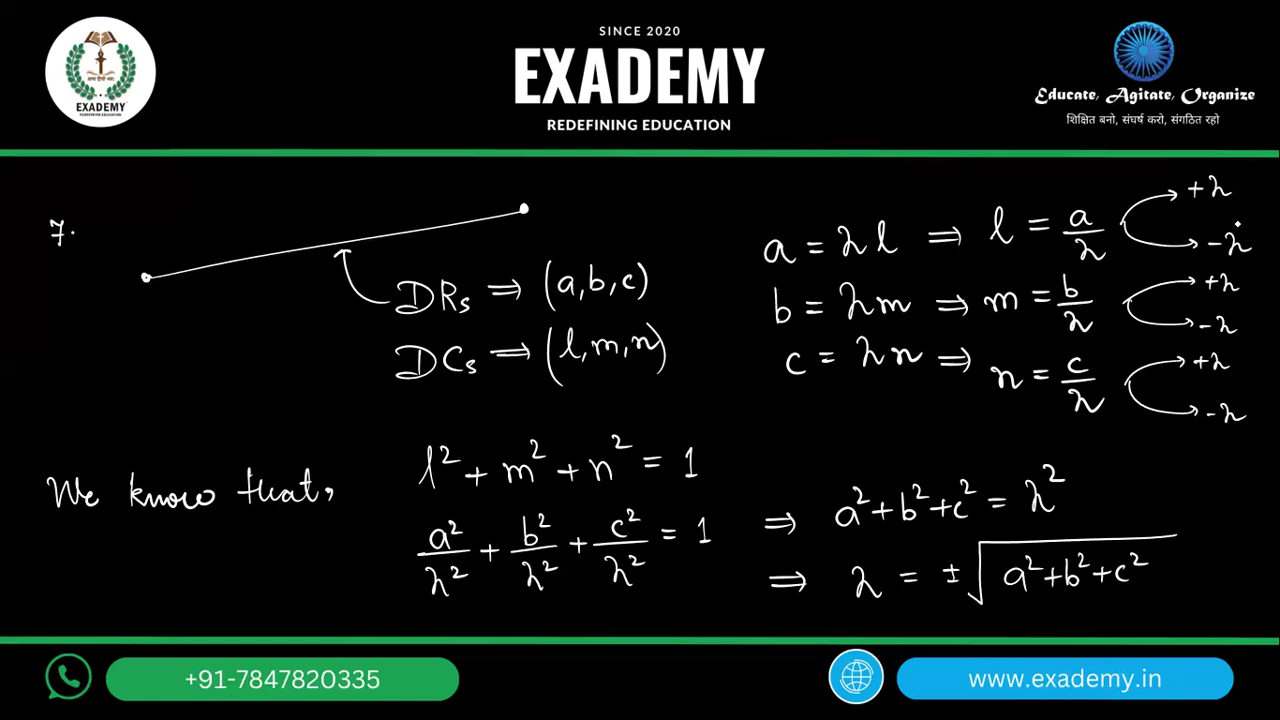 SINCE 2020
EXADEMY
REDEFINING EDUCATION
EXADEMY
REDEFINING EDUCATION
Educate, Agitate, Organize
शिक्षित बनो, संघर्ष करो, संगठित रहो
7.
DRs ⇒ (a,b,c)
DCs ⇒ (l,m,n)
a = λl ⇒ l = a/λ +λ -λ
b = λm ⇒ m = b/λ +λ -λ
c = λn ⇒ n = c/λ +λ -λ
We know that,
l² + m² + n² = 1
a²/λ² + b²/λ² + c²/λ² = 1
⇒ a²+b²+c² = λ²
⇒ λ = ±√(a²+b²+c²)
+91-7847820335
www.exademy.in